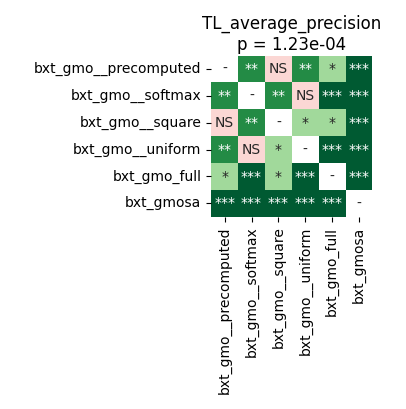 TL_average_precision
p = 1.23e-04
bxt_gmo__precomputed - ** NS ** * ***
bxt_gmo__softmax ** - ** NS *** ***
bxt_gmo__square NS ** - * * ***
bxt_gmo__uniform ** NS * - *** ***
bxt_gmo_full * *** * *** - ***
bxt_gmosa *** *** *** *** *** -
bxt_gmo__precomputed
bxt_gmo__softmax
bxt_gmo__square
bxt_gmo__uniform
bxt_gmo_full
bxt_gmosa